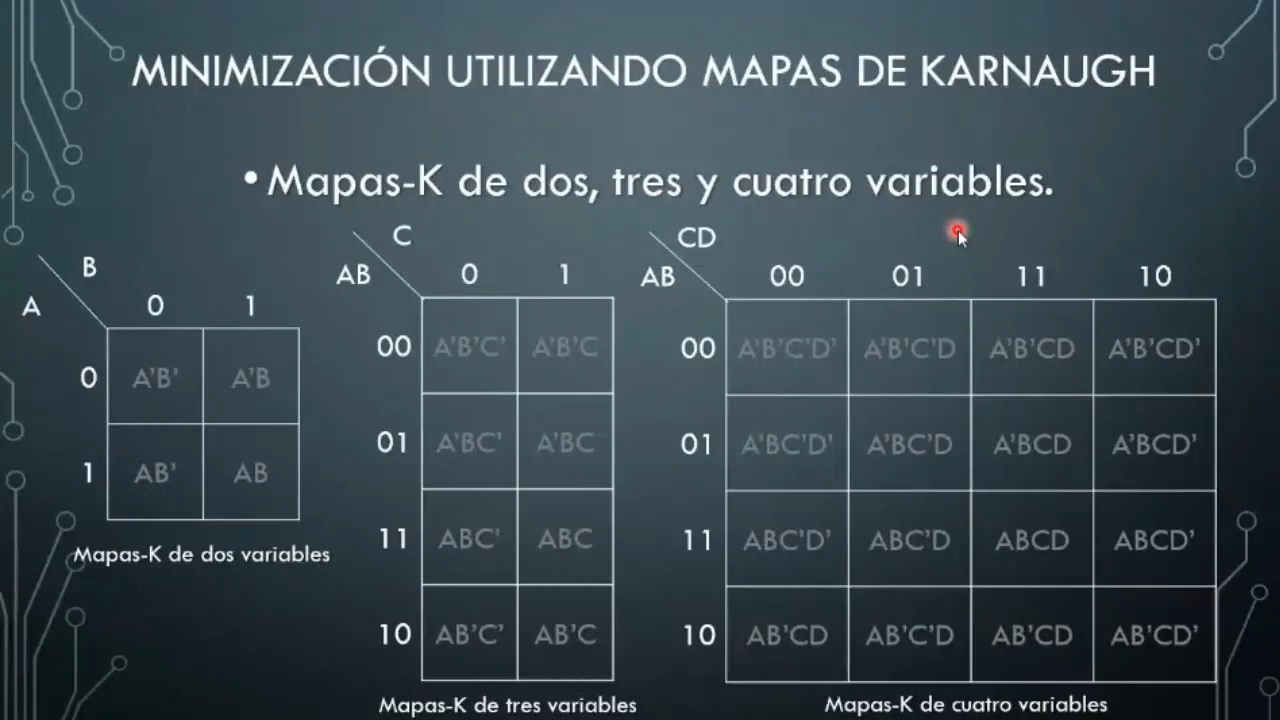 MINIMIZACIÓN UTILIZANDO MAPAS DE KARNAUGH
•Mapas-K de dos, tres y cuatro variables.
B
A 0 1
0 A'B' A'B
1 AB' AB
Mapas-K de dos variables
C
AB 0 1
00 A'B'C' A'B'C
01 A'BC' A'BC
11 ABC' ABC
10 AB'C' AB'C
Mapas-K de tres variables
CD
AB 00 01 11 10
00 A'B'C'D' A'B'C'D A'B'CD A'B'CD'
01 A'BC'D' A'BC'D A'BCD A'BCD'
11 ABC'D' ABC'D ABCD ABCD'
10 AB'CD AB'C'D AB'CD AB'CD'
Mapas-K de cuatro variables